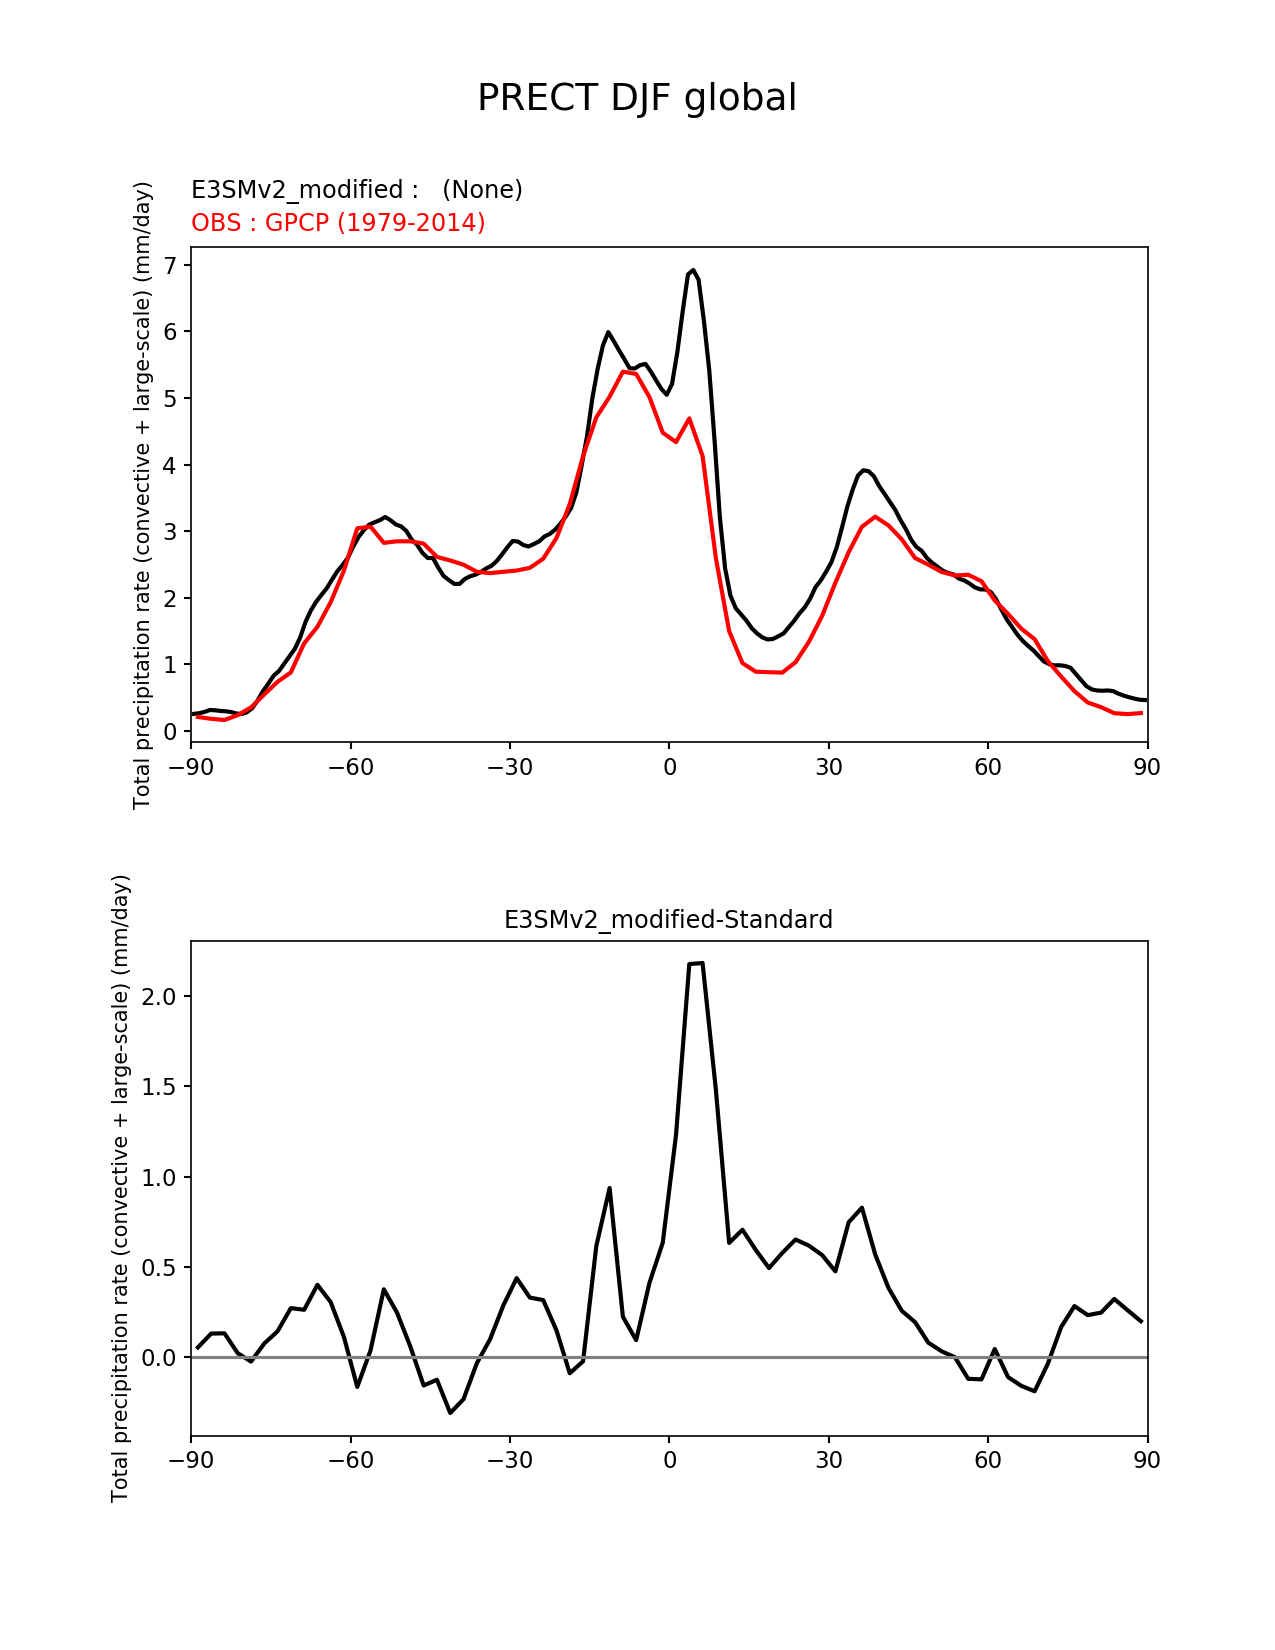 PRECT DJF global
E3SMv2_modified :   (None)
OBS : GPCP (1979-2014)
Total precipitation rate (convective + large-scale) (mm/day)
7
6
5
4
3
2
1
0
−90 −60 −30 0 30 60 90
E3SMv2_modified-Standard
Total precipitation rate (convective + large-scale) (mm/day)
2.0
1.5
1.0
0.5
0.0
−90 −60 −30 0 30 60 90